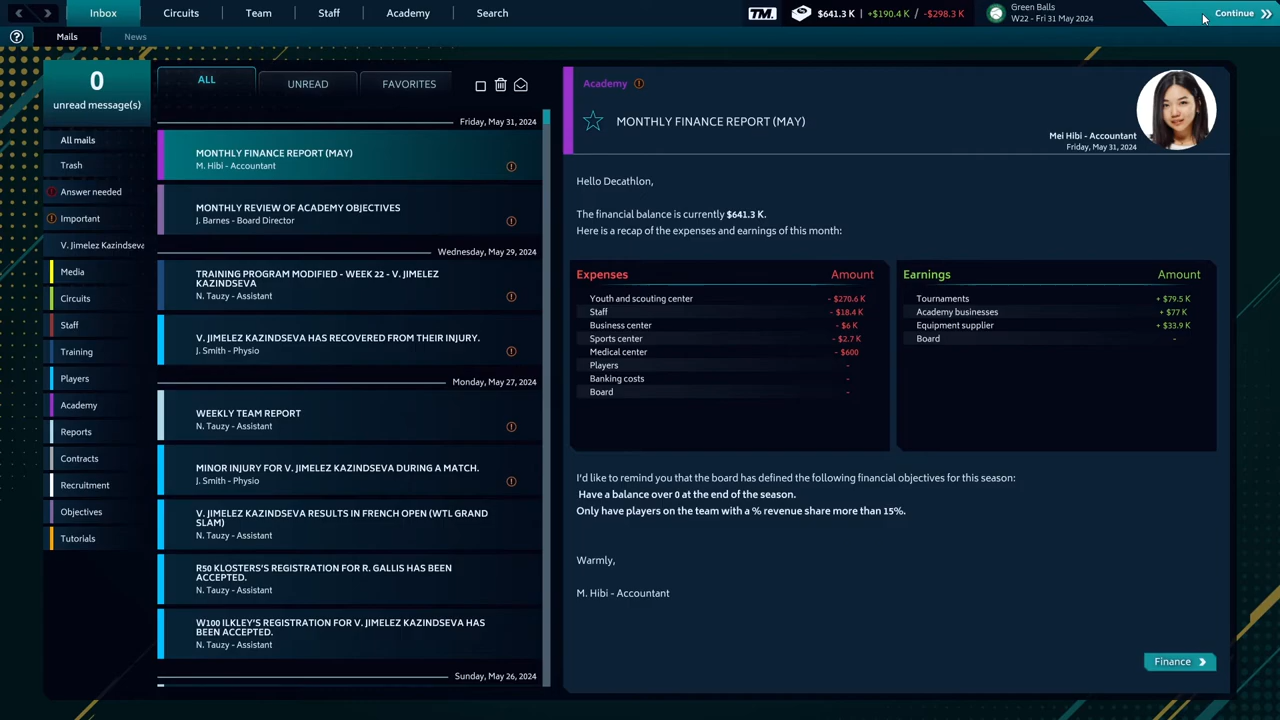 Inbox
Circuits
Team
Staff
Academy
Search
TM.
$641.3 K | +$190.4 K / -$298.3 K
Green Balls
W22 - Fri 31 May 2024
Continue
Mails
News
0
unread message(s)
All mails
Trash
Answer needed
Important
V. Jimelez Kazindseva
Media
Circuits
Staff
Training
Players
Academy
Reports
Contracts
Recruitment
Objectives
Tutorials
ALL
UNREAD
FAVORITES
Friday, May 31, 2024
MONTHLY FINANCE REPORT (MAY)
M. Hibi - Accountant
MONTHLY REVIEW OF ACADEMY OBJECTIVES
J. Barnes - Board Director
Wednesday, May 29, 2024
TRAINING PROGRAM MODIFIED - WEEK 22 - V. JIMELEZ
KAZINDSEVA
N. Tauzy - Assistant
V. JIMELEZ KAZINDSEVA HAS RECOVERED FROM THEIR INJURY.
J. Smith - Physio
Monday, May 27, 2024
WEEKLY TEAM REPORT
N. Tauzy - Assistant
MINOR INJURY FOR V. JIMELEZ KAZINDSEVA DURING A MATCH.
J. Smith - Physio
V. JIMELEZ KAZINDSEVA RESULTS IN FRENCH OPEN (WTL GRAND
SLAM)
N. Tauzy - Assistant
R50 KLOSTERS'S REGISTRATION FOR R. GALLIS HAS BEEN
ACCEPTED.
N. Tauzy - Assistant
W100 ILKLEY'S REGISTRATION FOR V. JIMELEZ KAZINDSEVA HAS
BEEN ACCEPTED.
N. Tauzy - Assistant
Sunday, May 26, 2024
Academy
MONTHLY FINANCE REPORT (MAY)
Mei Hibi - Accountant
Friday, May 31, 2024
Hello Decathlon,
The financial balance is currently $641.3 K.
Here is a recap of the expenses and earnings of this month:
Expenses Amount
Youth and scouting center - $270.6 K
Staff - $18.4 K
Business center - $6 K
Sports center - $2.7 K
Medical center - $600
Players -
Banking costs -
Board -
Earnings Amount
Tournaments + $79.5 K
Academy businesses + $77 K
Equipment supplier + $33.9 K
Board -
I'd like to remind you that the board has defined the following financial objectives for this season:
Have a balance over 0 at the end of the season.
Only have players on the team with a % revenue share more than 15%.
Warmly,
M. Hibi - Accountant
Finance